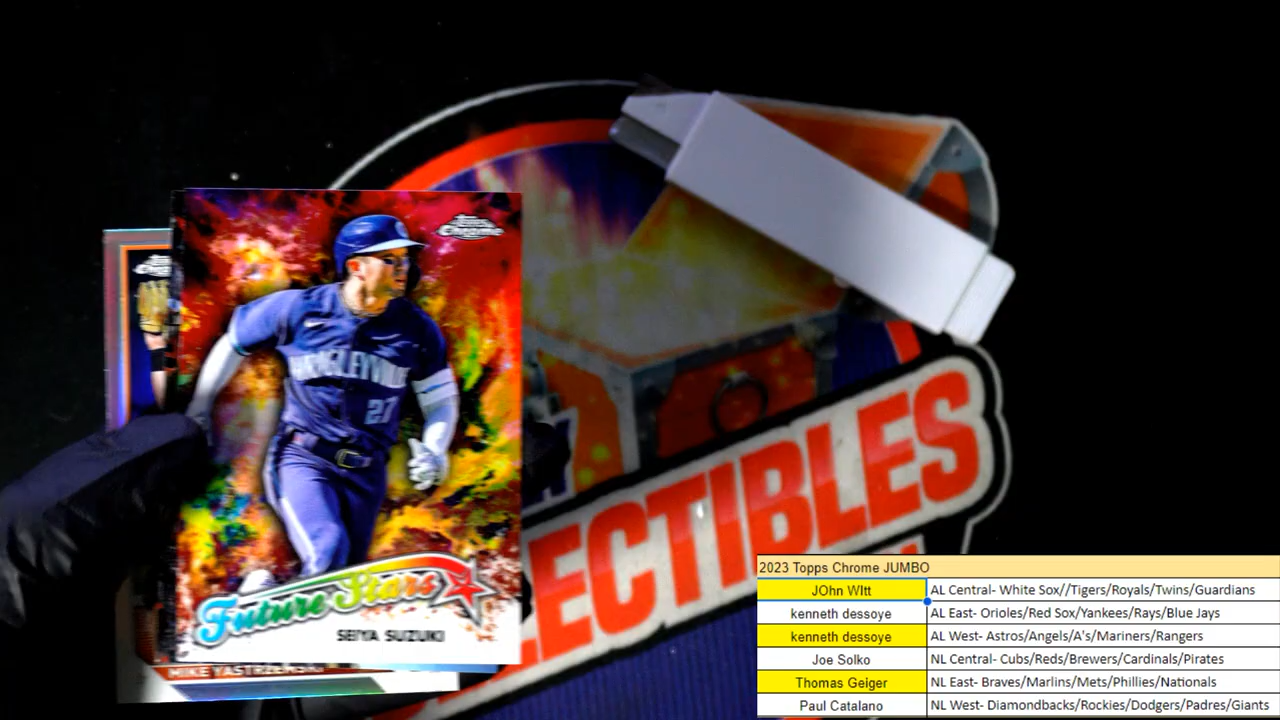 Topps
Chrome
WRIGLEYVILLE
27
Future Stars
SEIYA SUZUKI
MIKE YASTRZEMSKI
LECTIBLES
2023 Topps Chrome JUMBO
JOhn WItt AL Central- White Sox//Tigers/Royals/Twins/Guardians
kenneth dessoye AL East- Orioles/Red Sox/Yankees/Rays/Blue Jays
kenneth dessoye AL West- Astros/Angels/A's/Mariners/Rangers
Joe Solko NL Central- Cubs/Reds/Brewers/Cardinals/Pirates
Thomas Geiger NL East- Braves/Marlins/Mets/Phillies/Nationals
Paul Catalano NL West- Diamondbacks/Rockies/Dodgers/Padres/Giants